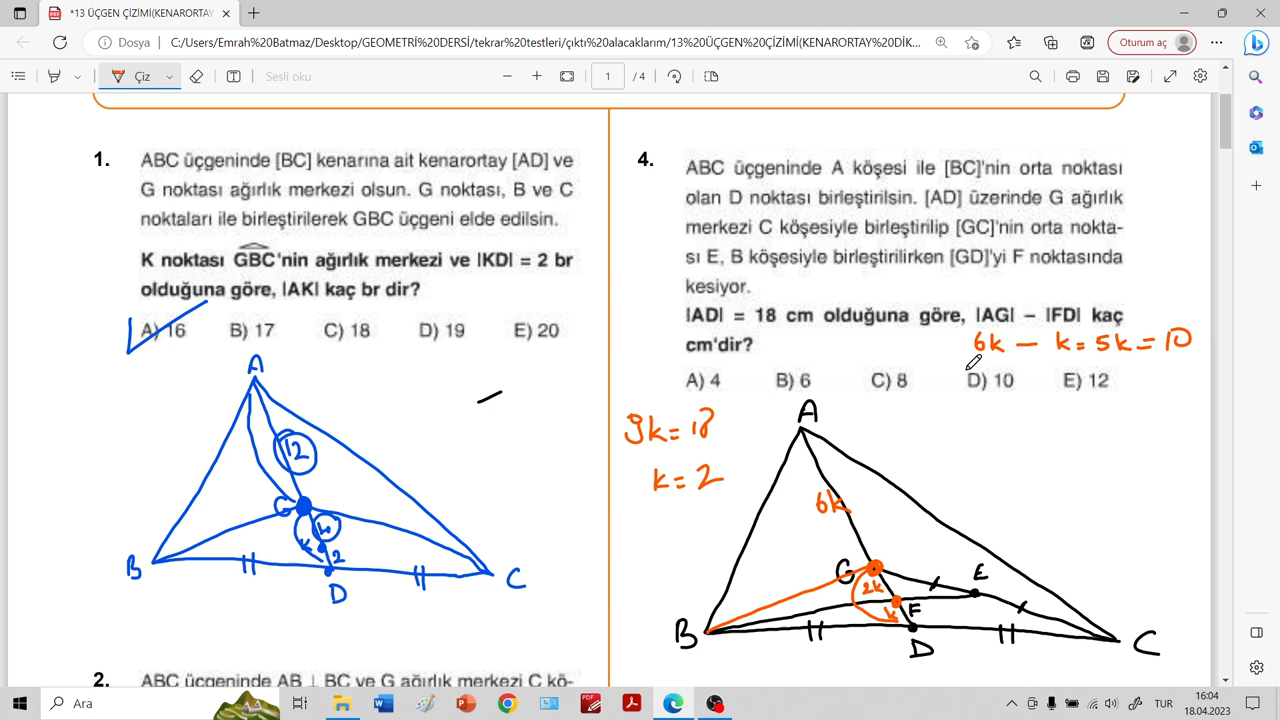 *13 ÜÇGEN ÇİZİMİ(KENARORTAY
Dosya
C:/Users/Emrah%20Batmaz/Desktop/GEOMETRİ%20DERSİ/tekrar%20testleri/çıktı%20alacaklarım/13%20ÜÇGEN%20ÇİZİMİ(KENARORTAY%20DİK...
Oturum aç
Çiz
Sesli oku
1
/ 4
1.
ABC üçgeninde [BC] kenarına ait kenarortay [AD] ve
G noktası ağırlık merkezi olsun. G noktası, B ve C
noktaları ile birleştirilerek GBC üçgeni elde edilsin.
K noktası GBC'nin ağırlık merkezi ve |KD| = 2 br
olduğuna göre, |AK| kaç br dir?
A) 16 B) 17 C) 18 D) 19 E) 20
A
12
G
4
K
2
B
D
C
2.
ABC üçgeninde AB ⊥ BC ve G ağırlık merkezi C kö-
4.
ABC üçgeninde A köşesi ile [BC]'nin orta noktası
olan D noktası birleştirilsin. [AD] üzerinde G ağırlık
merkezi C köşesiyle birleştirilip [GC]'nin orta nokta-
sı E, B köşesiyle birleştirilirken [GD]'yi F noktasında
kesiyor.
|AD| = 18 cm olduğuna göre, |AG| – |FD| kaç
cm'dir?
6k – k = 5k = 10
A) 4 B) 6 C) 8 D) 10 E) 12
9k = 18
k = 2
A
6k
G
E
2k
F
k
B
D
C
Ara
TUR
16:04
18.04.2023